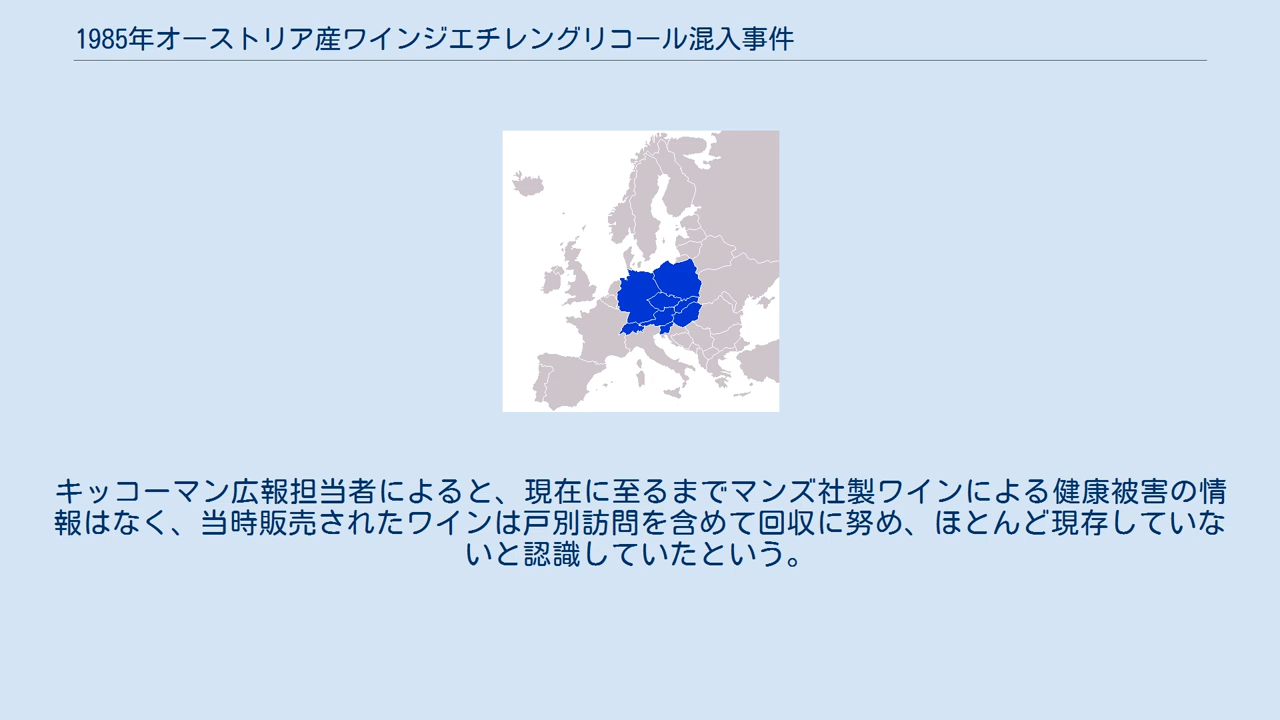 1985年オーストリア産ワインジエチレングリコール混入事件
キッコーマン広報担当者によると、現在に至るまでマンズ社製ワインによる健康被害の情
報はなく、当時販売されたワインは戸別訪問を含めて回収に努め、ほとんど現存していな
いと認識していたという。